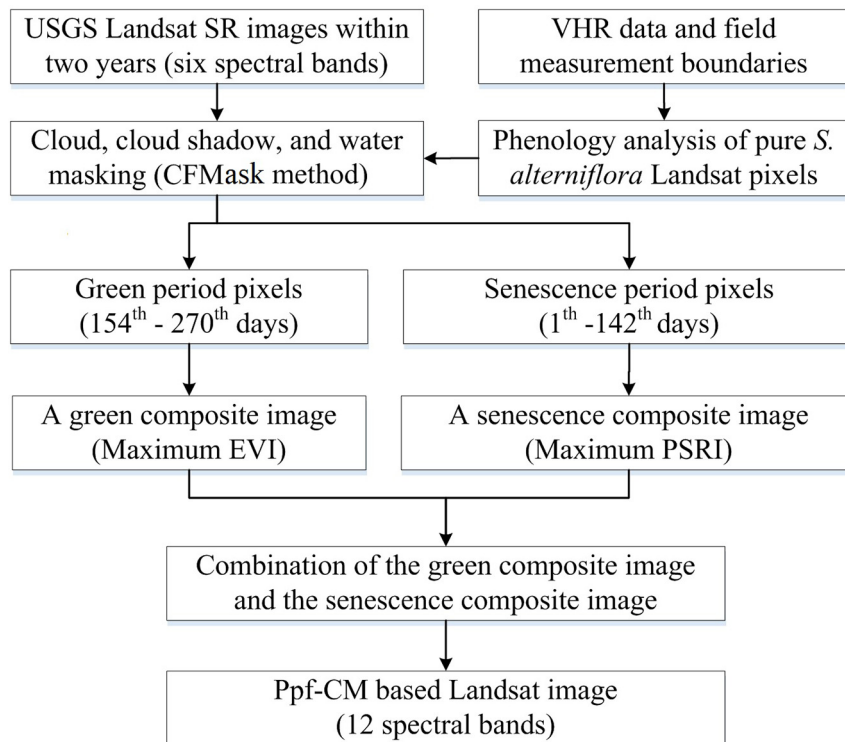 USGS Landsat SR images within
two years (six spectral bands)
VHR data and field
measurement boundaries
Cloud, cloud shadow, and water
masking (CFMask method)
Phenology analysis of pure S.
alterniflora Landsat pixels
Green period pixels
(154th - 270th days)
Senescence period pixels
(1th -142th days)
A green composite image
(Maximum EVI)
A senescence composite image
(Maximum PSRI)
Combination of the green composite image
and the senescence composite image
Ppf-CM based Landsat image
(12 spectral bands)